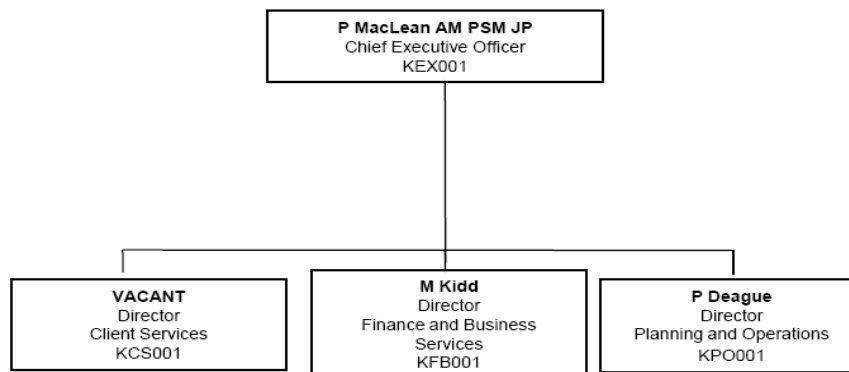 P MacLean AM PSM JP
Chief Executive Officer
KEX001
VACANT
Director
Client Services
KCS001
M Kidd
Director
Finance and Business
Services
KFB001
P Deague
Director
Planning and Operations
KPO001